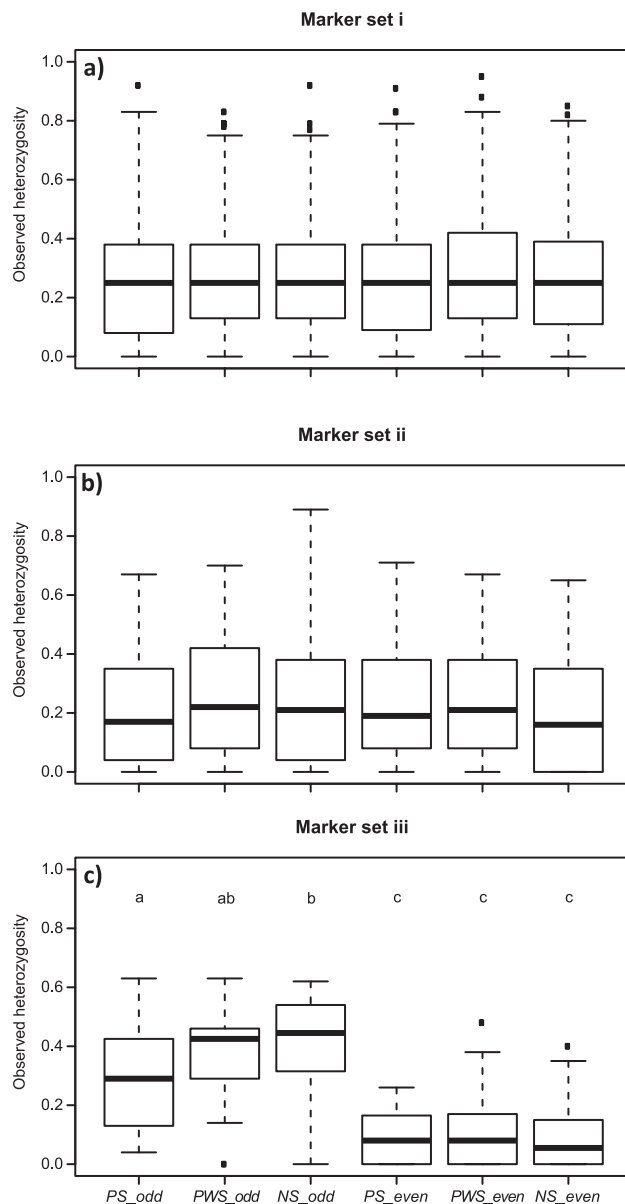 Marker set i
a)
Observed heterozygosity
1.0
0.8
0.6
0.4
0.2
0.0
Marker set ii
b)
Observed heterozygosity
1.0
0.8
0.6
0.4
0.2
0.0
Marker set iii
c)
a ab b c c c
Observed heterozygosity
1.0
0.8
0.6
0.4
0.2
0.0
PS_odd PWS_odd NS_odd PS_even PWS_even NS_even